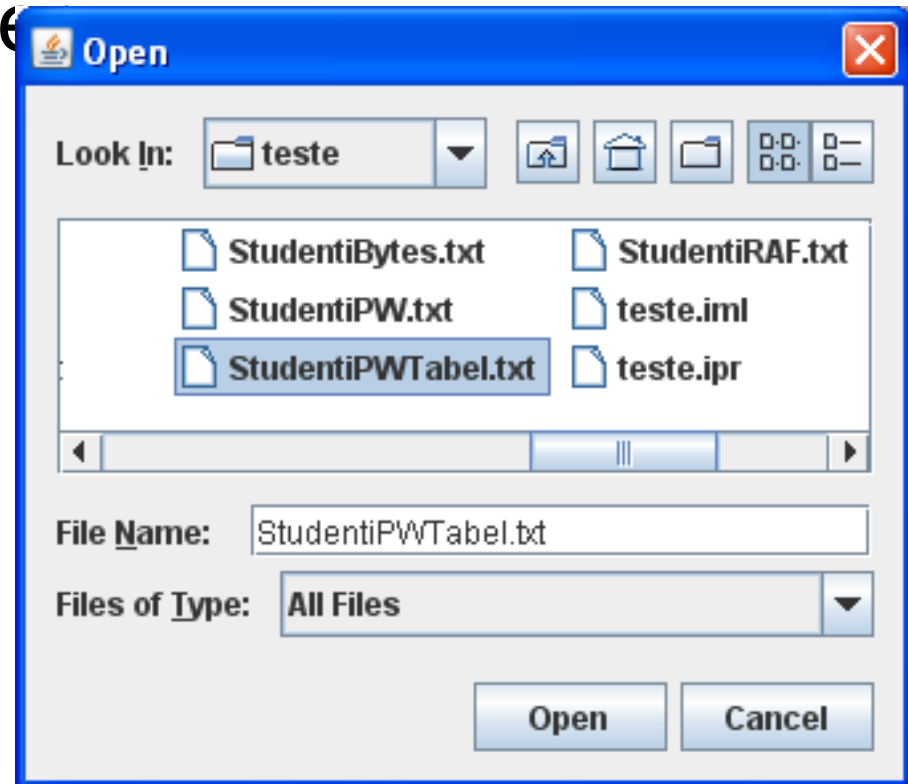 e
Open
Look In: teste
StudentiBytes.txt StudentiRAF.txt
StudentiPW.txt teste.iml
: StudentiPWTabel.txt teste.ipr
File Name: StudentiPWTabel.txt
Files of Type: All Files
Open Cancel